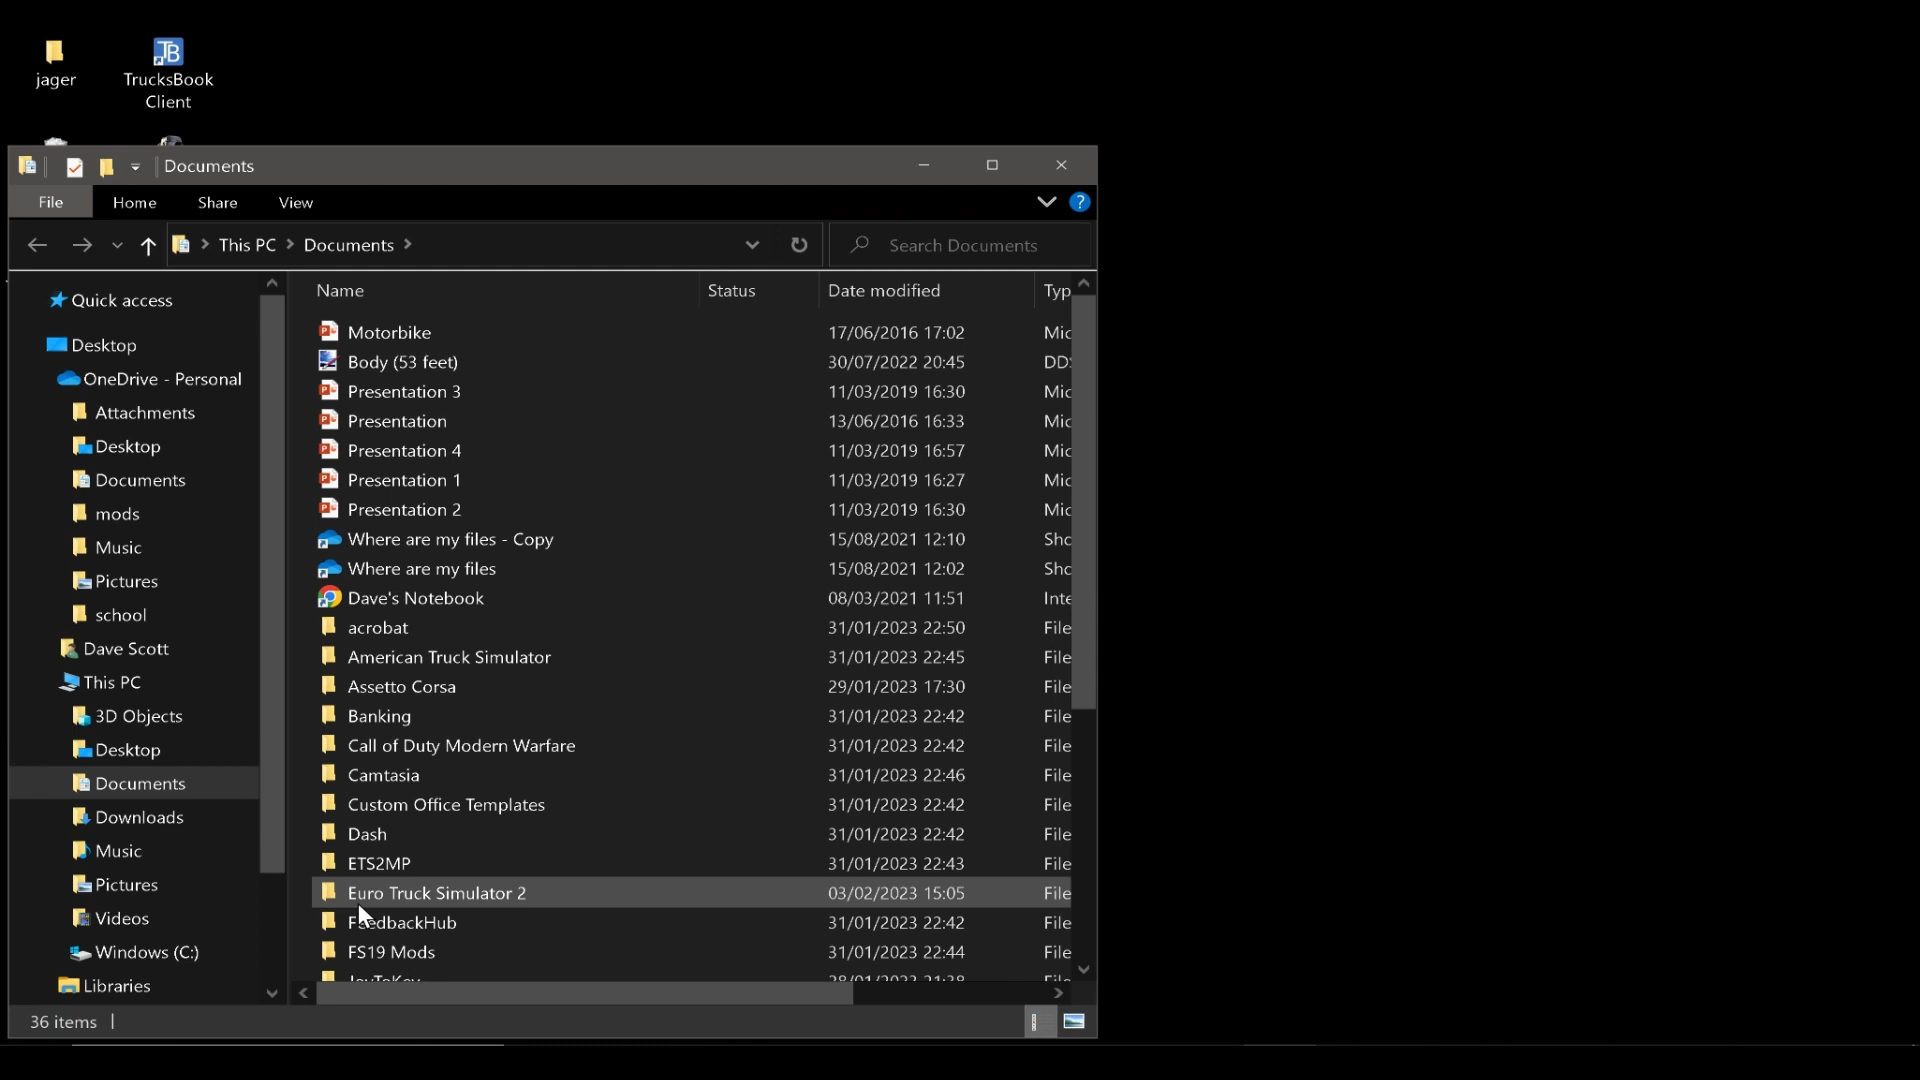 jager
TrucksBook
Client
Documents
File Home Share View
This PC > Documents >
Search Documents
Quick access
Desktop
OneDrive - Personal
Attachments
Desktop
Documents
mods
Music
Pictures
school
Dave Scott
This PC
3D Objects
Desktop
Documents
Downloads
Music
Pictures
Videos
Windows (C:)
Libraries
Name Status Date modified Typ
Motorbike 17/06/2016 17:02 Mic
Body (53 feet) 30/07/2022 20:45 DDS
Presentation 3 11/03/2019 16:30 Mic
Presentation 13/06/2016 16:33 Mic
Presentation 4 11/03/2019 16:57 Mic
Presentation 1 11/03/2019 16:27 Mic
Presentation 2 11/03/2019 16:30 Mic
Where are my files - Copy 15/08/2021 12:10 Sho
Where are my files 15/08/2021 12:02 Sho
Dave's Notebook 08/03/2021 11:51 Inte
acrobat 31/01/2023 22:50 File
American Truck Simulator 31/01/2023 22:45 File
Assetto Corsa 29/01/2023 17:30 File
Banking 31/01/2023 22:42 File
Call of Duty Modern Warfare 31/01/2023 22:42 File
Camtasia 31/01/2023 22:46 File
Custom Office Templates 31/01/2023 22:42 File
Dash 31/01/2023 22:42 File
ETS2MP 31/01/2023 22:43 File
Euro Truck Simulator 2 03/02/2023 15:05 File
FeedbackHub 31/01/2023 22:42 File
FS19 Mods 31/01/2023 22:44 File
36 items